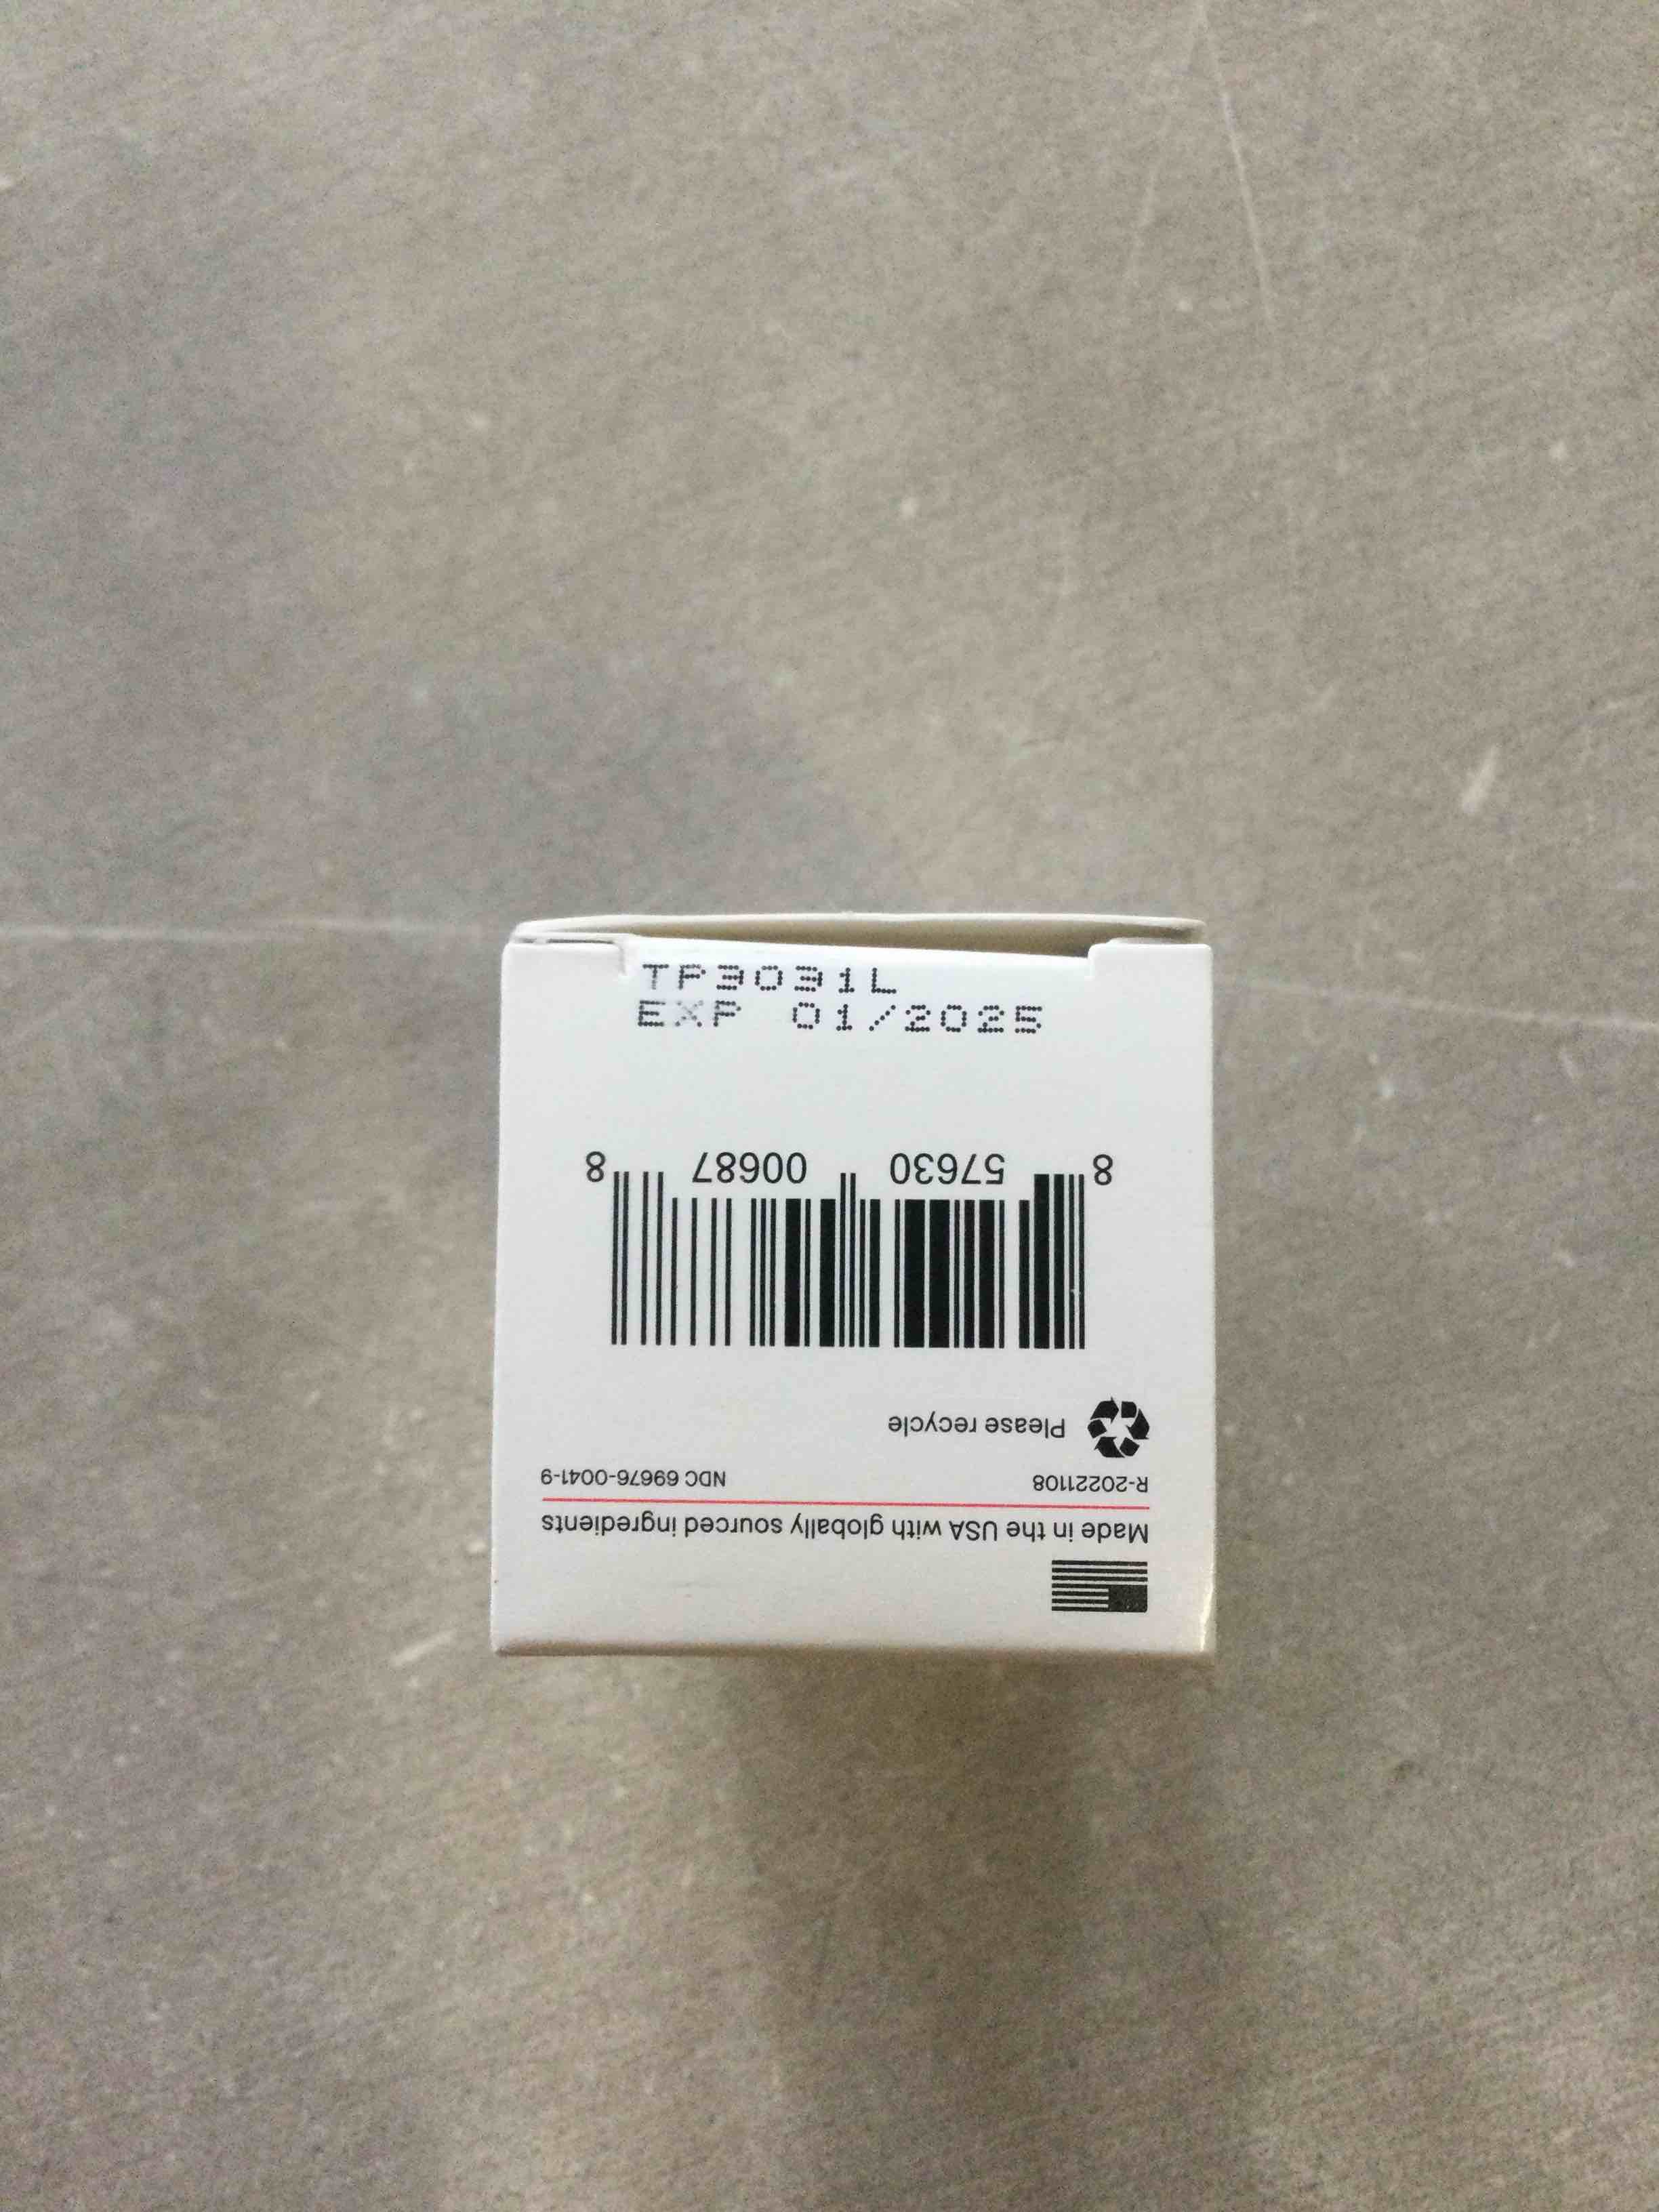 TP3031L
EXP 01/2025
8 57630 00687 8
Please recycle
R-20221108 NDC 69676-0041-9
Made in the USA with globally sourced ingredients